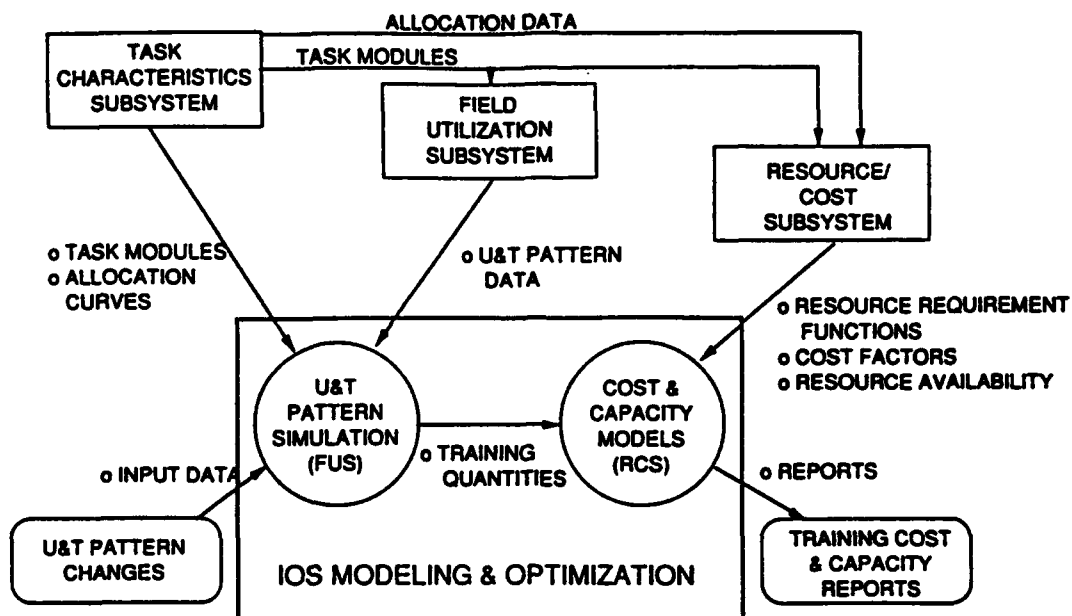 ALLOCATION DATA
TASK
CHARACTERISTICS
SUBSYSTEM
TASK MODULES
FIELD
UTILIZATION
SUBSYSTEM
RESOURCE/
COST
SUBSYSTEM
o TASK MODULES
o ALLOCATION
CURVES
o U&T PATTERN
DATA
o RESOURCE REQUIREMENT
FUNCTIONS
o COST FACTORS
o RESOURCE AVAILABILITY
U&T
PATTERN
SIMULATION
(FUS)
o TRAINING
QUANTITIES
COST &
CAPACITY
MODELS
(RCS)
o INPUT DATA
o REPORTS
U&T PATTERN
CHANGES
IOS MODELING & OPTIMIZATION
TRAINING COST
& CAPACITY
REPORTS